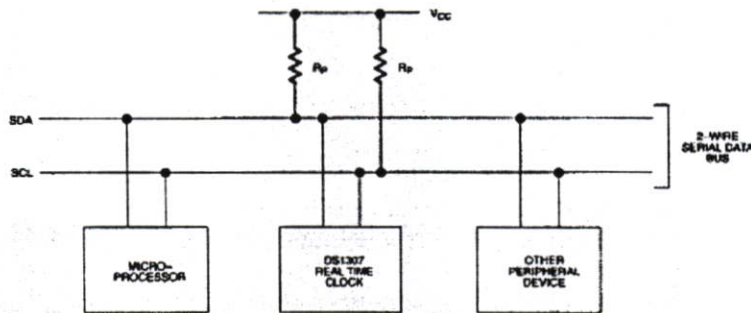 VCC
RP RP
SDA
2-WIRE
SERIAL DATA
BUS
SCL
MICRO-
PROCESSOR
DS1307
REAL TIME
CLOCK
OTHER
PERIPHERAL
DEVICE